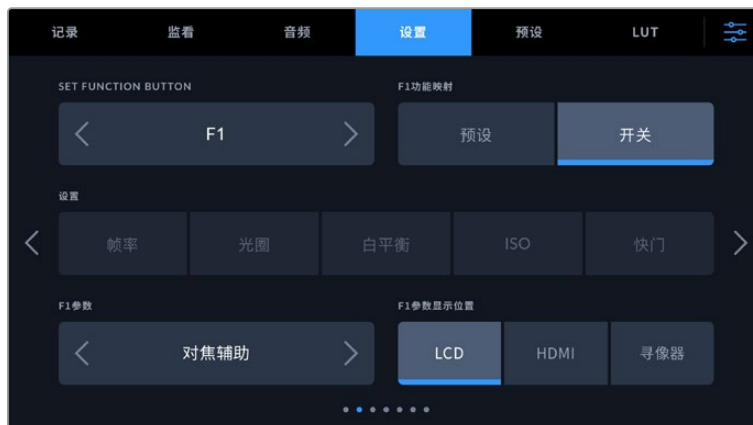 记录 监看 音频 设置 预设 LUT
SET FUNCTION BUTTON F1功能映射
F1 预设 开关
设置
帧率 光圈 白平衡 ISO 快门
F1参数 F1参数显示位置
对焦辅助 LCD HDMI 寻像器